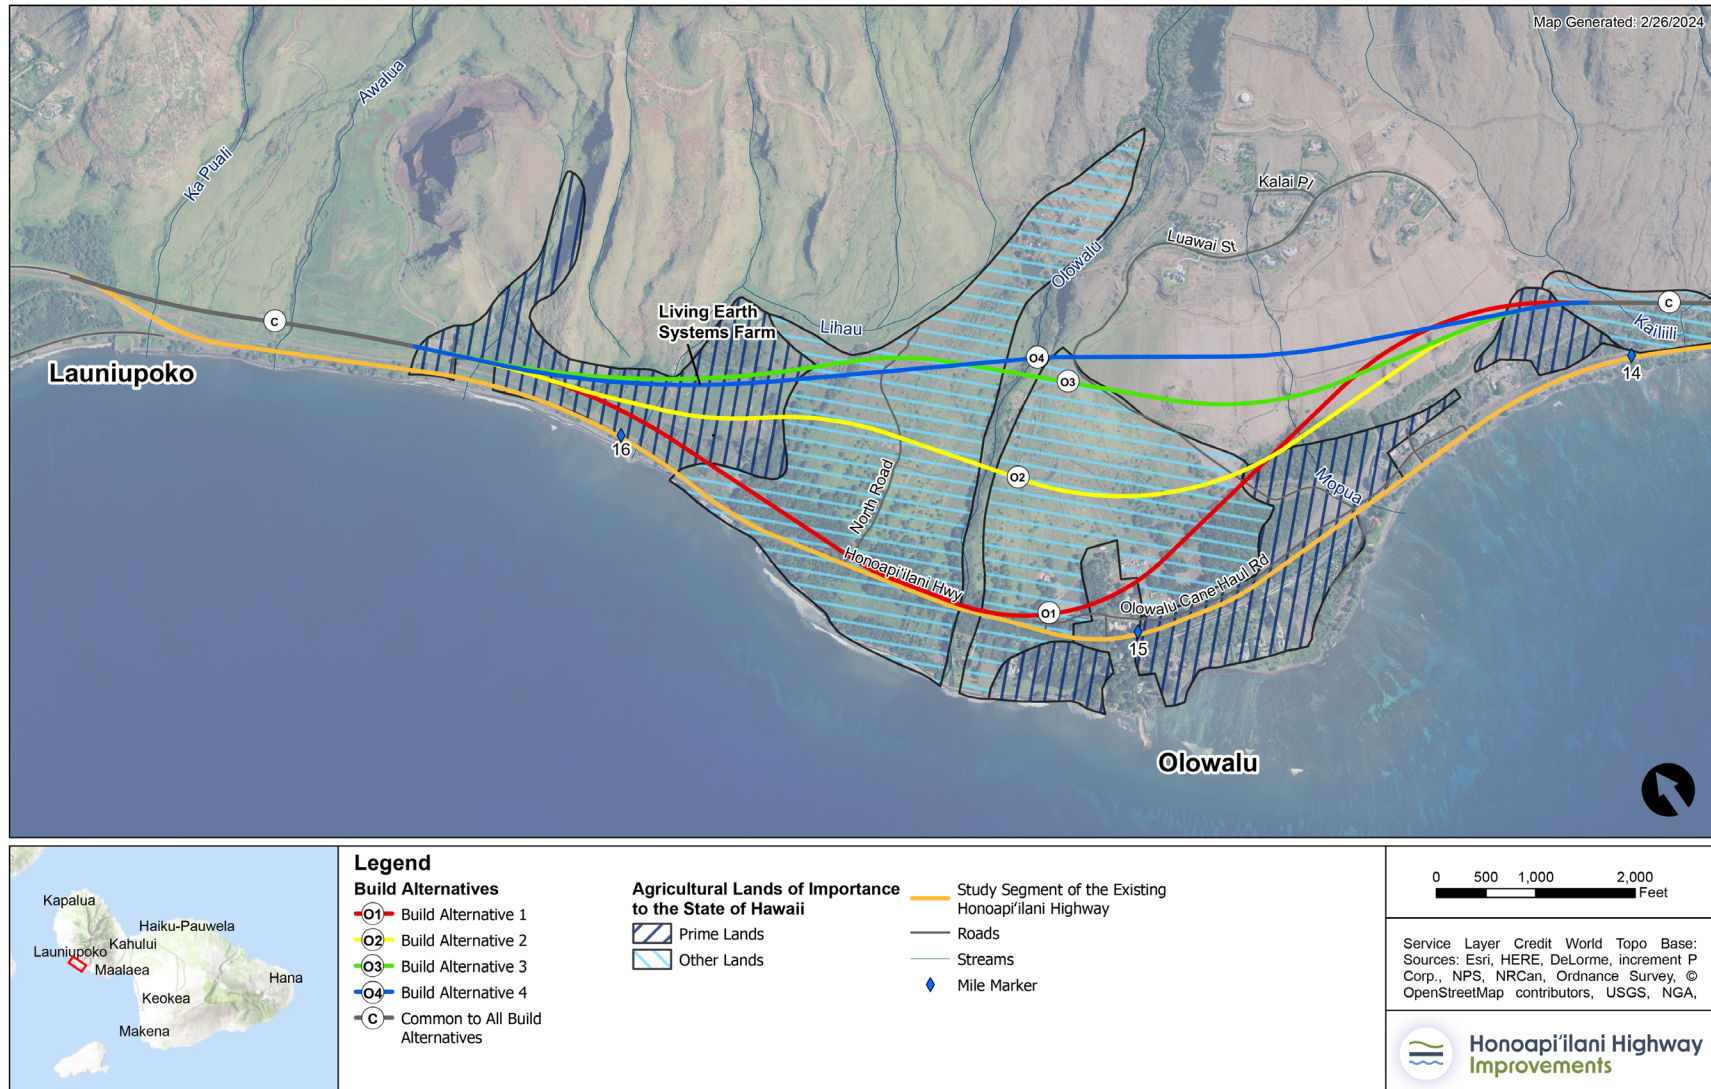 Map Generated: 2/26/2024
Awalua
Ka Puali
Kalai Pl
Luawai St
Olowalu
Living Earth
Systems Farm
Lihau
C
C
Kailiili
O4
O3
14
Launiupoko
16
O2
Mopua
North Road
Honoapiʻilani Hwy
O1
Olowalu Cane Haul Rd
15
Olowalu
Kapalua
Haiku-Pauwela
Launiupoko
Kahului
Maalaea
Hana
Keokea
Makena
Legend
Build Alternatives
O1 Build Alternative 1
O2 Build Alternative 2
O3 Build Alternative 3
O4 Build Alternative 4
C Common to All Build
Alternatives
Agricultural Lands of Importance
to the State of Hawaii
Prime Lands
Other Lands
Study Segment of the Existing
Honoapiʻilani Highway
Roads
Streams
Mile Marker
0 500 1,000 2,000
Feet
Service Layer Credit World Topo Base:
Sources: Esri, HERE, DeLorme, increment P
Corp., NPS, NRCan, Ordnance Survey, ©
OpenStreetMap contributors, USGS, NGA,
Honoapiʻilani Highway
Improvements